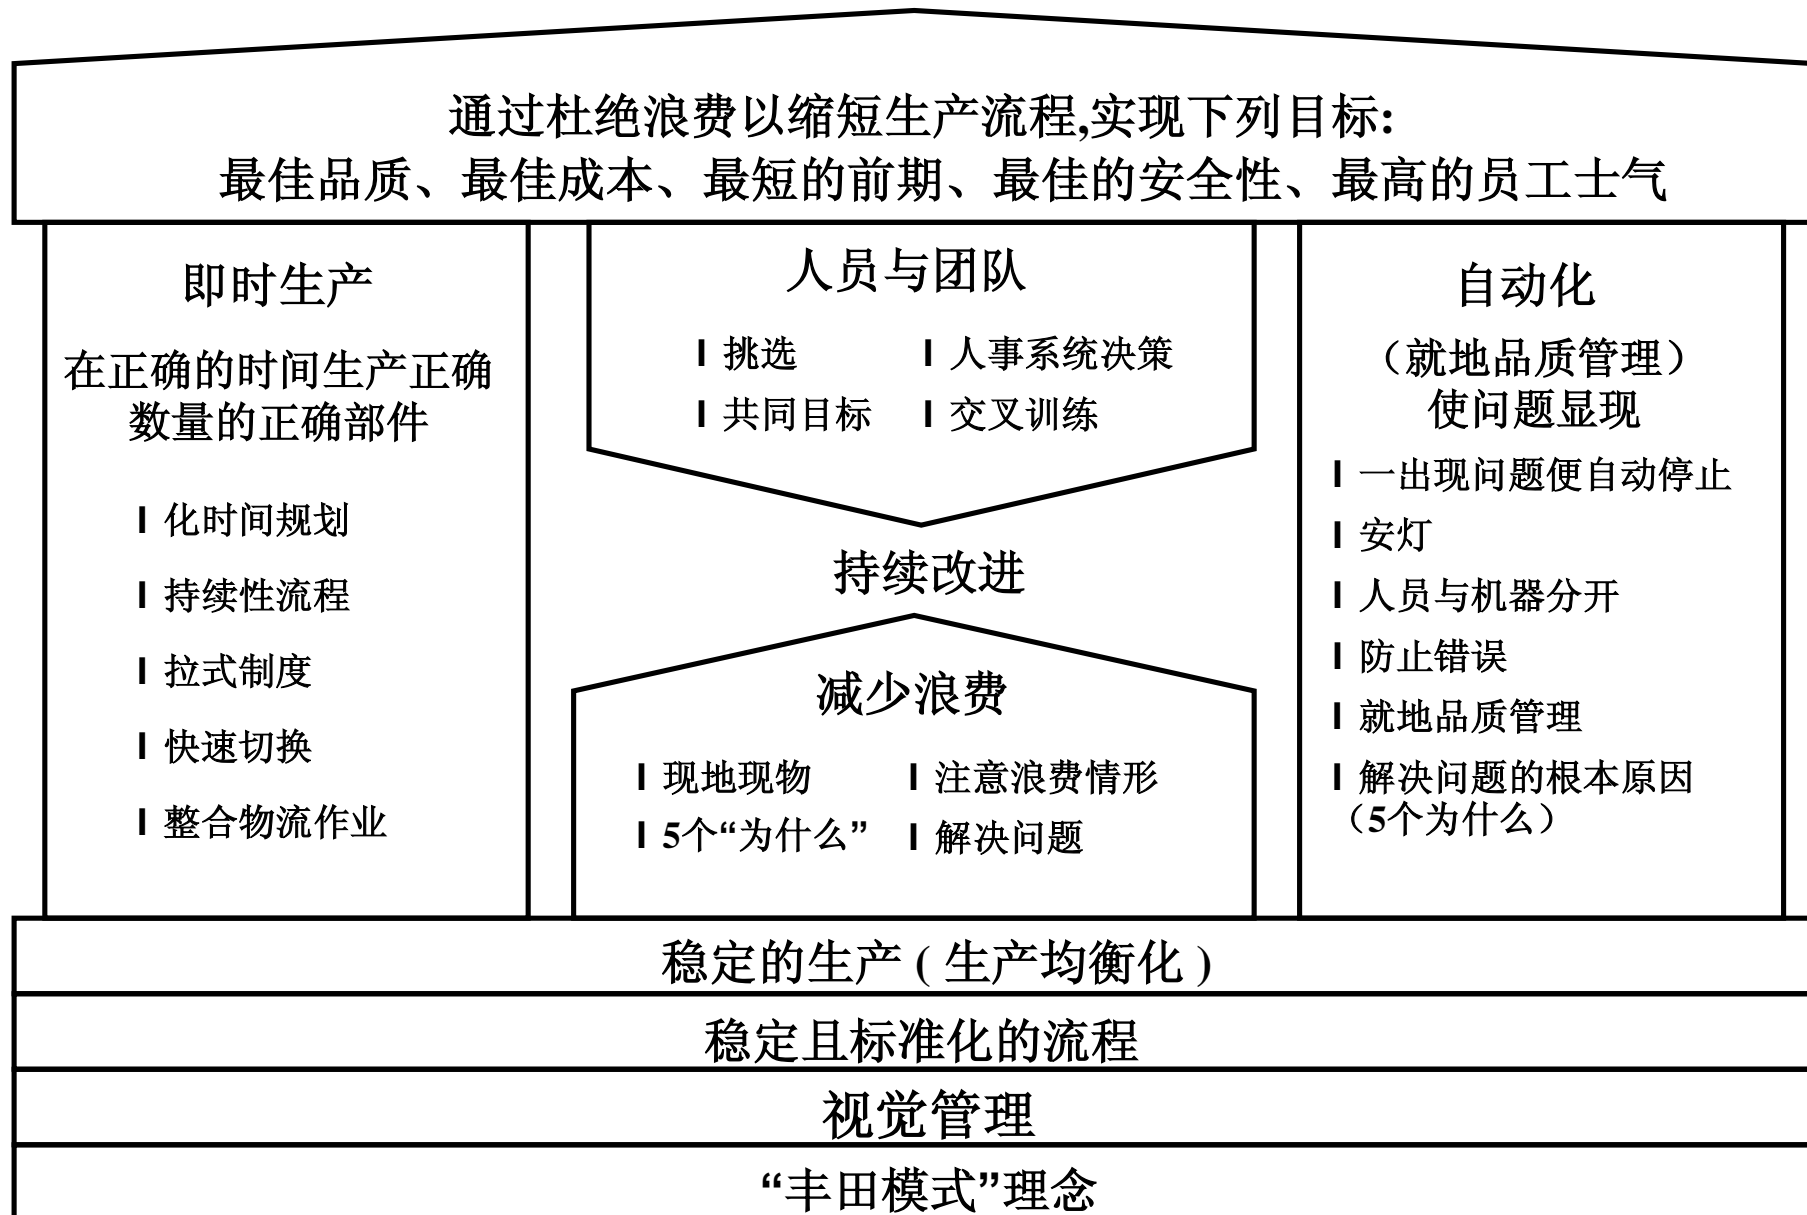 通过杜绝浪费以缩短生产流程,实现下列目标:
最佳品质、最佳成本、最短的前期、最佳的安全性、最高的员工士气
即时生产
在正确的时间生产正确
数量的正确部件
l 化时间规划
l 持续性流程
l 拉式制度
l 快速切换
l 整合物流作业
人员与团队
l 挑选
l 人事系统决策
l 共同目标
l 交叉训练
持续改进
减少浪费
l 现地现物
l 注意浪费情形
l 5个“为什么”
l 解决问题
自动化
（就地品质管理）
使问题显现
l 一出现问题便自动停止
l 安灯
l 人员与机器分开
l 防止错误
l 就地品质管理
l 解决问题的根本原因
（5个为什么）
稳定的生产 ( 生产均衡化 )
稳定且标准化的流程
视觉管理
“丰田模式”理念